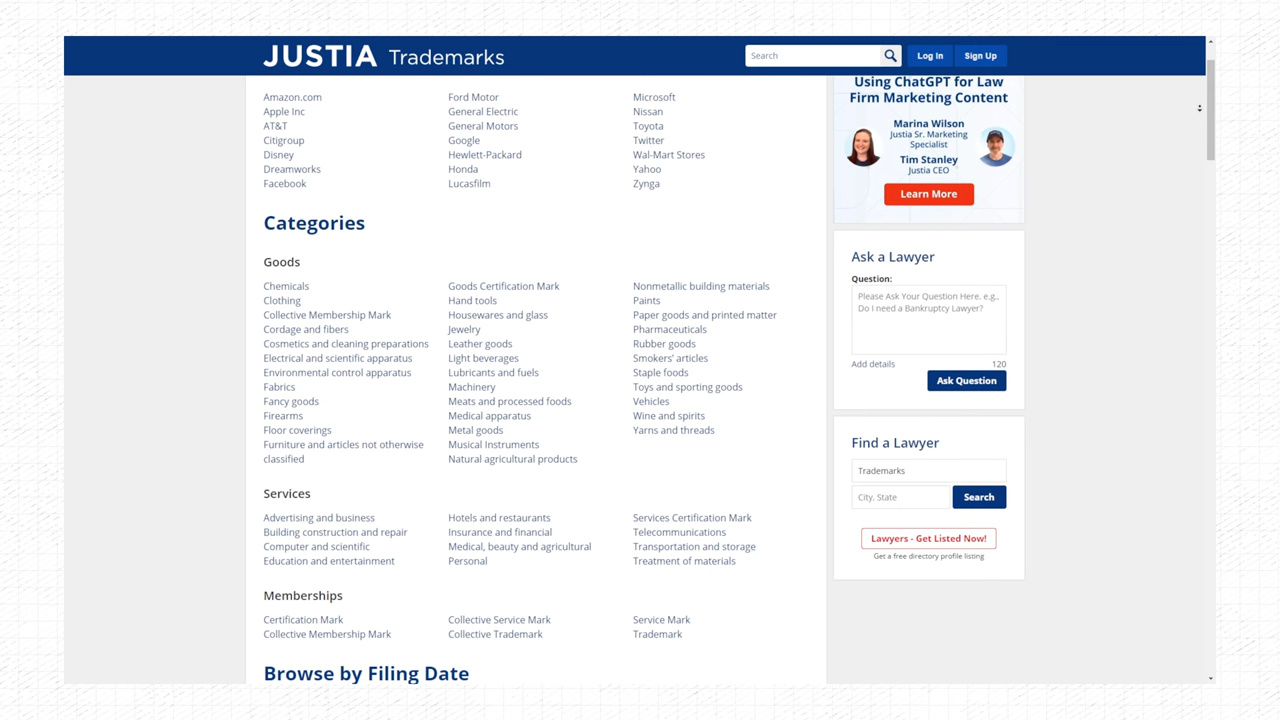 JUSTIA Trademarks
Search
Log In
Sign Up
Amazon.com
Apple Inc
AT&T
Citigroup
Disney
Dreamworks
Facebook
Ford Motor
General Electric
General Motors
Google
Hewlett-Packard
Honda
Lucasfilm
Microsoft
Nissan
Toyota
Twitter
Wal-Mart Stores
Yahoo
Zynga
Categories
Goods
Chemicals
Clothing
Collective Membership Mark
Cordage and fibers
Cosmetics and cleaning preparations
Electrical and scientific apparatus
Environmental control apparatus
Fabrics
Fancy goods
Firearms
Floor coverings
Furniture and articles not otherwise
classified
Goods Certification Mark
Hand tools
Housewares and glass
Jewelry
Leather goods
Light beverages
Lubricants and fuels
Machinery
Meats and processed foods
Medical apparatus
Metal goods
Musical Instruments
Natural agricultural products
Nonmetallic building materials
Paints
Paper goods and printed matter
Pharmaceuticals
Rubber goods
Smokers' articles
Staple foods
Toys and sporting goods
Vehicles
Wine and spirits
Yarns and threads
Services
Advertising and business
Building construction and repair
Computer and scientific
Education and entertainment
Hotels and restaurants
Insurance and financial
Medical, beauty and agricultural
Personal
Services Certification Mark
Telecommunications
Transportation and storage
Treatment of materials
Memberships
Certification Mark
Collective Membership Mark
Collective Service Mark
Collective Trademark
Service Mark
Trademark
Browse by Filing Date
Using ChatGPT for Law
Firm Marketing Content
Marina Wilson
Justia Sr. Marketing
Specialist
Tim Stanley
Justia CEO
Learn More
Ask a Lawyer
Question:
Please Ask Your Question Here. e.g.,
Do I need a Bankruptcy Lawyer?
Add details
120
Ask Question
Find a Lawyer
Trademarks
City, State
Search
Lawyers - Get Listed Now!
Get a free directory profile listing